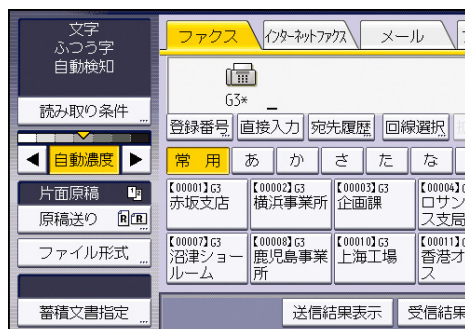 文字
ふつう字
自動検知
読み取り条件
自動濃度
片面原稿
原稿送り
ファイル形式
蓄積文書指定
ファクス
インターネットファクス
メール
G3*
登録番号
直接入力
宛先履歴
回線選択
常用
あ
か
さ
た
な
【00001】G3
赤坂支店
【00002】G3
横浜事業所
【00003】G3
企画課
【00004】G
ロサン
ス支局
【00007】G3
沼津ショー
ルーム
【00008】G3
鹿児島事業
所
【00010】G3
上海工場
【00011】G
香港オ
ス
送信結果表示
受信結果